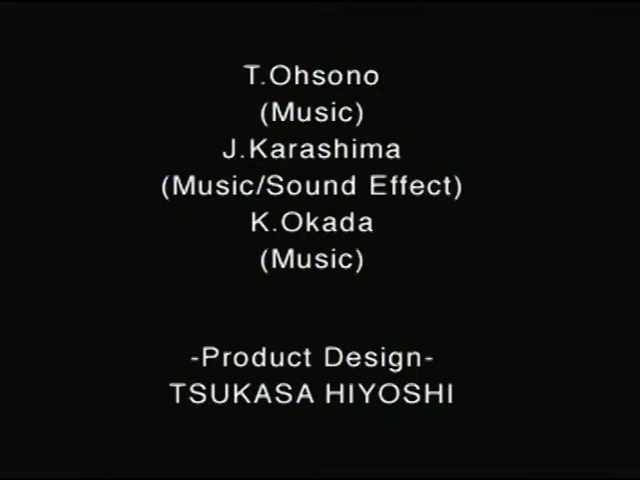 T.Ohsono
(Music)
J.Karashima
(Music/Sound Effect)
K.Okada
(Music)
-Product Design-
TSUKASA HIYOSHI